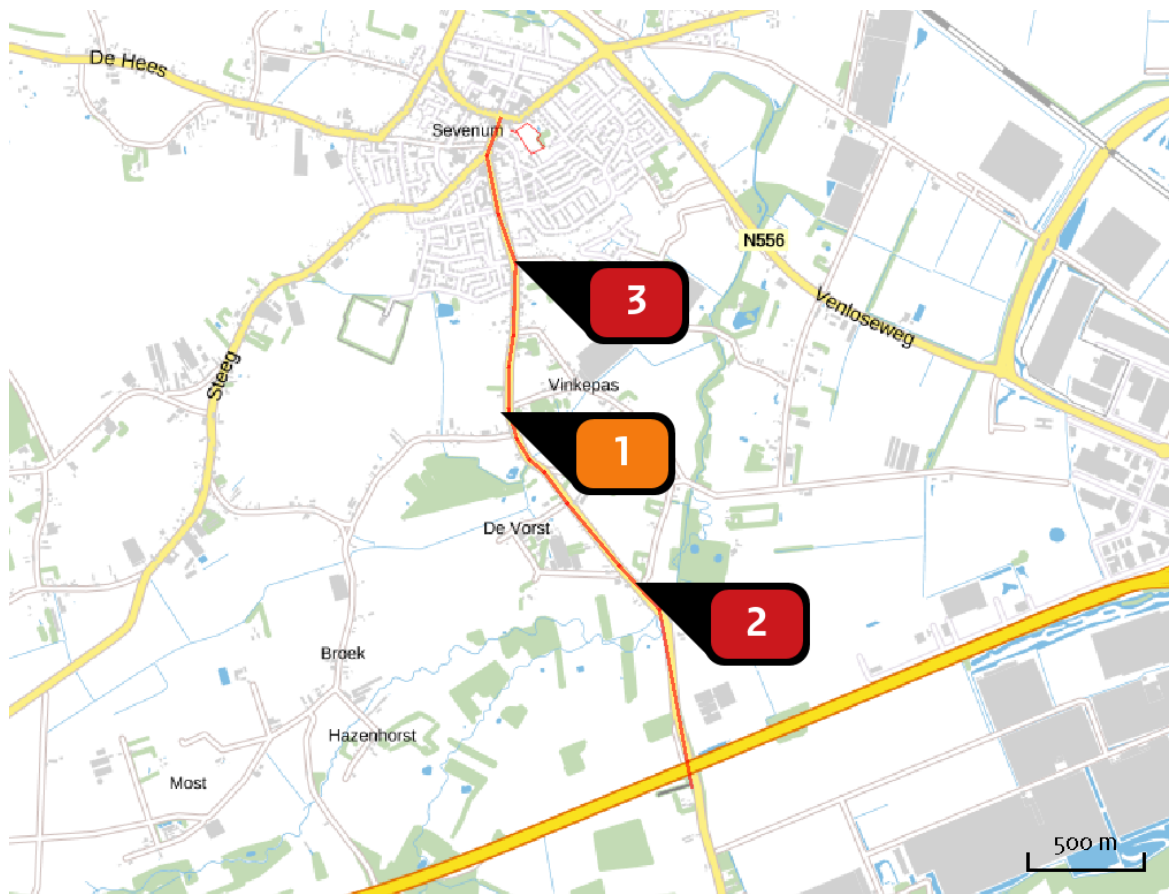 De Hees
Sevenum
N556
3
Venloseweg
Steeg
Vinkepas
1
De Vorst
2
Broek
Hazenhorst
Most
500 m